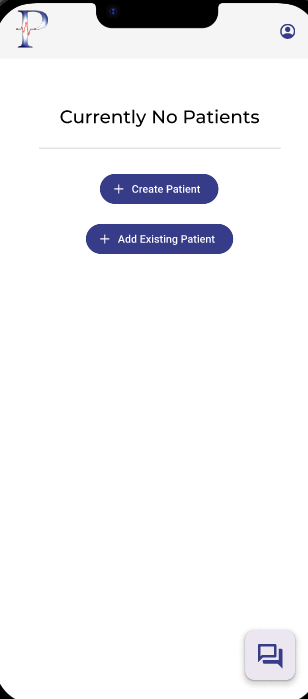 P
Currently No Patients
Create Patient
Add Existing Patient